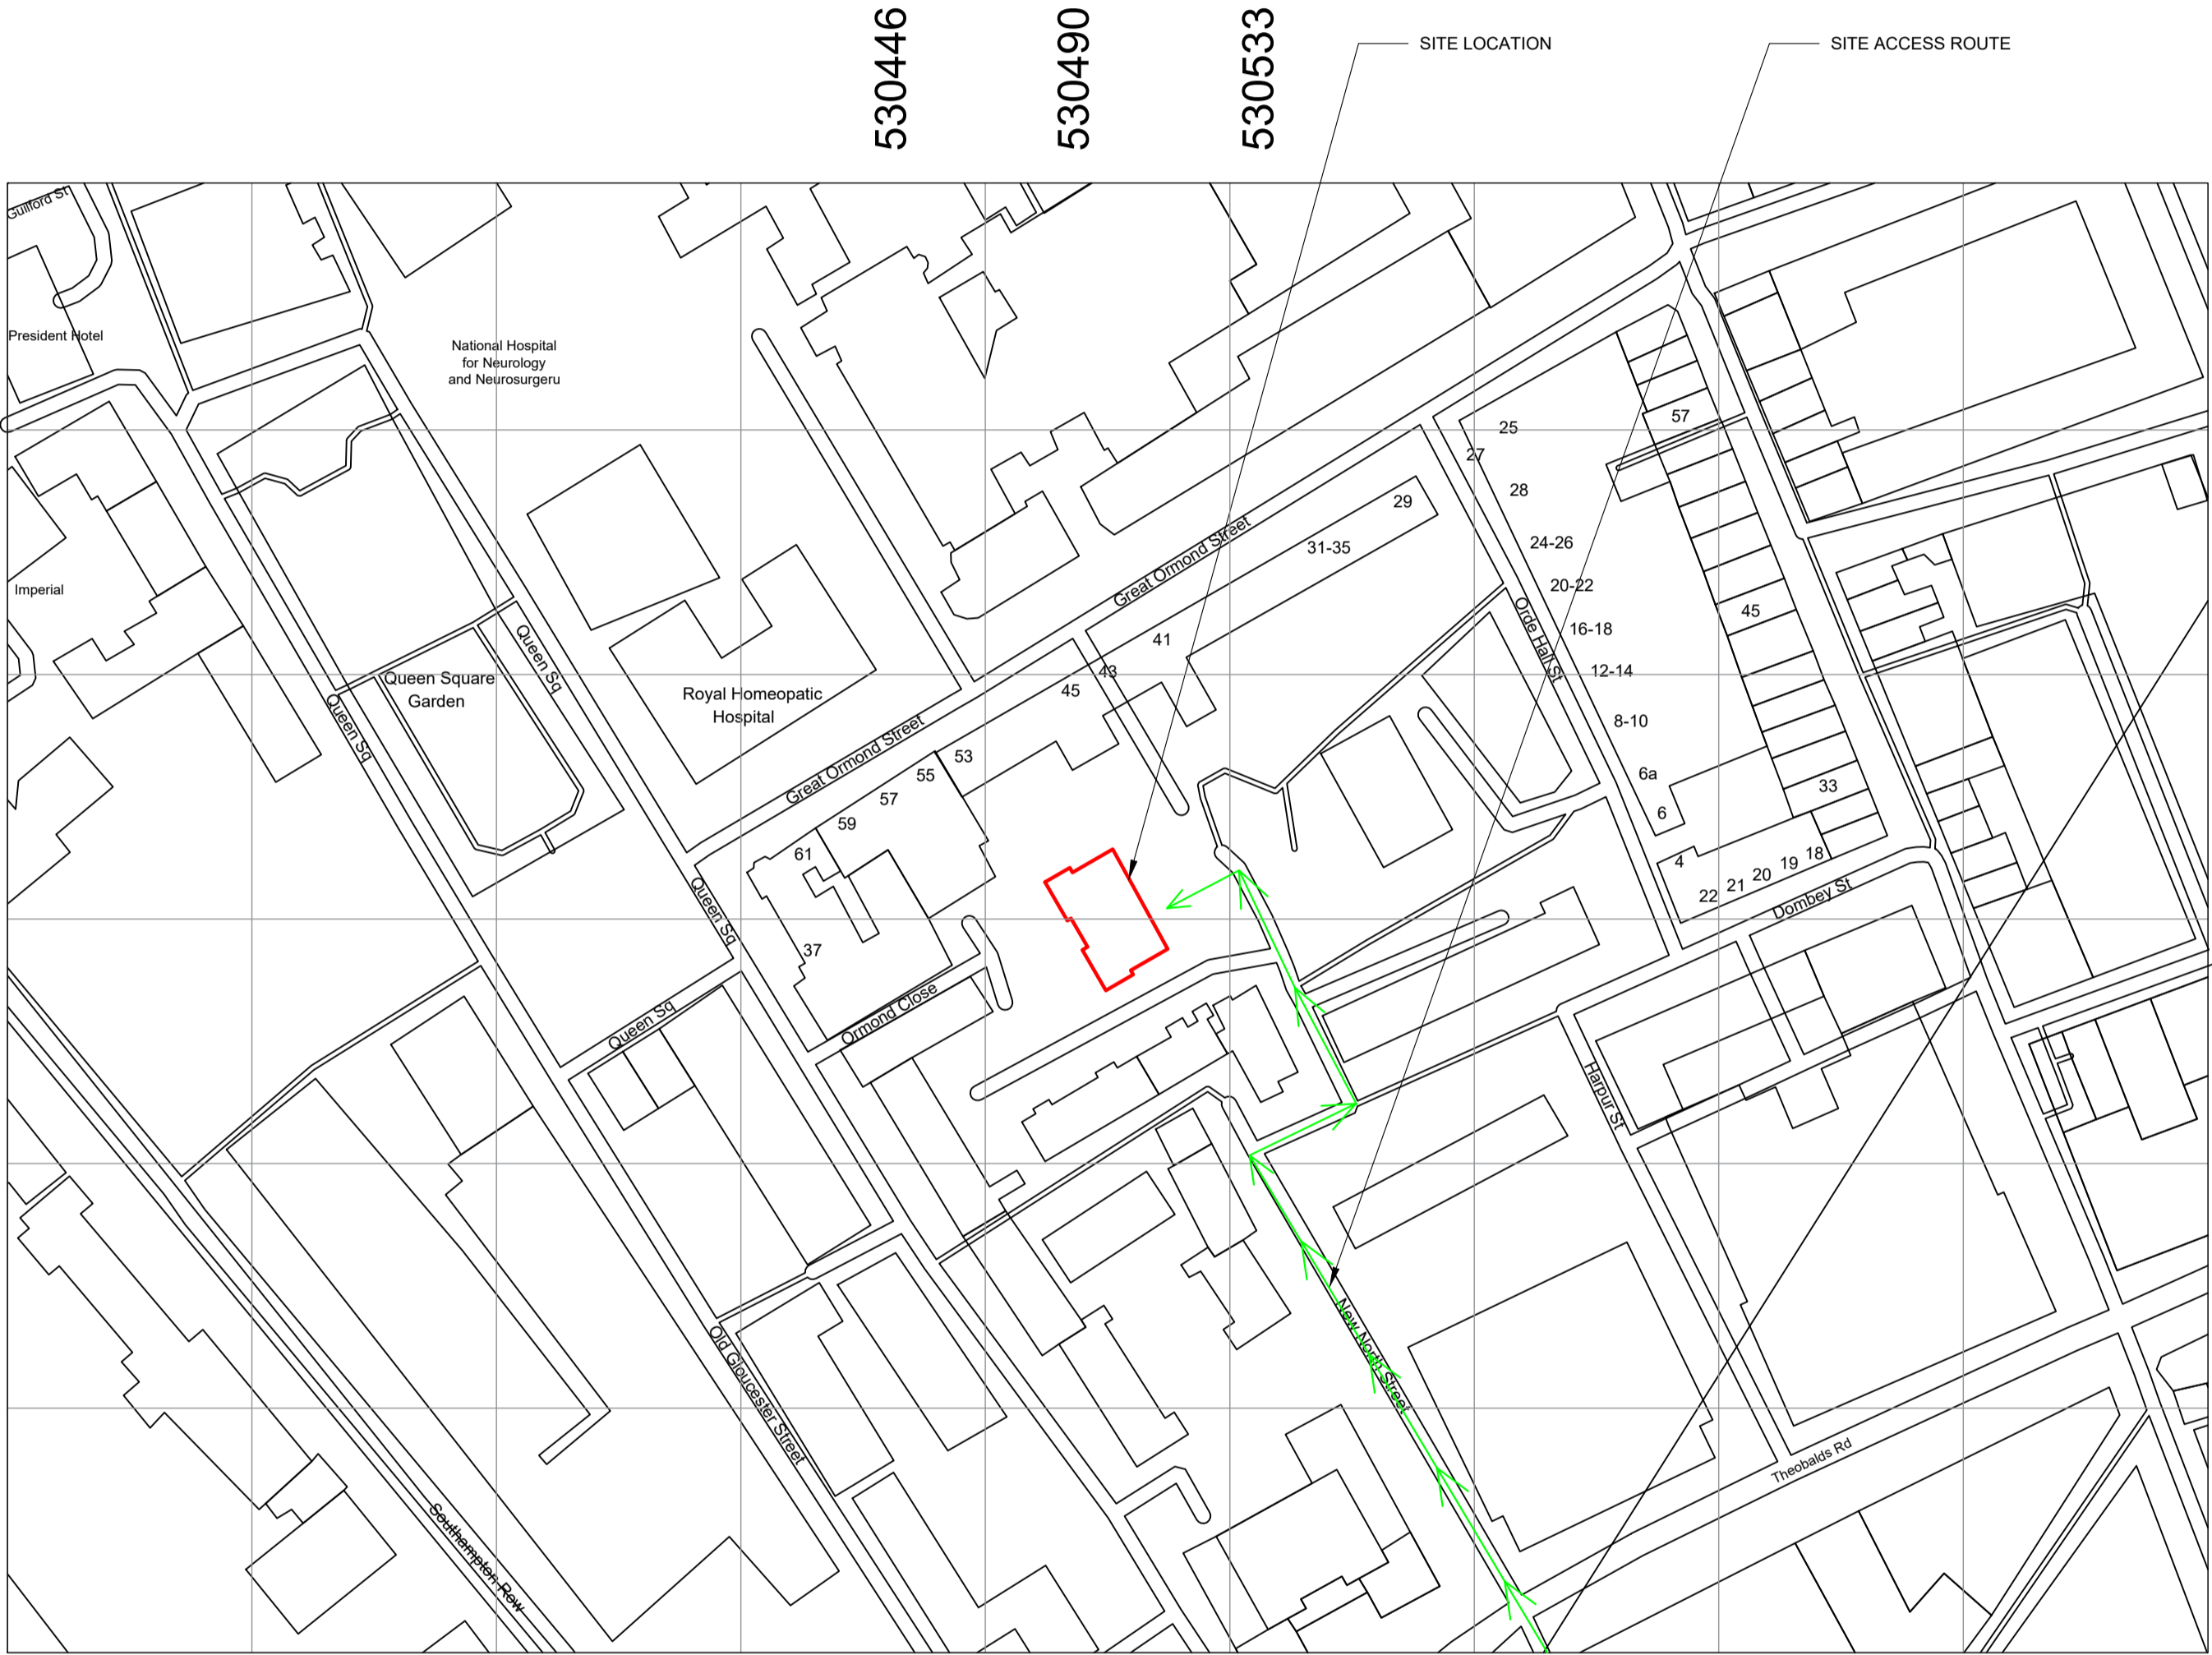 530446
530490
530533
SITE LOCATION
SITE ACCESS ROUTE
Guilford St
President Hotel
National Hospital
for Neurology
and Neurosurgeru
Imperial
Queen Square
Garden
Queen Sq
Queen Sq
Royal Homeopathic
Hospital
Great Ormond Street
Great Ormond Street
25
27
28
29
31-35
24-26
20-22
16-18
12-14
8-10
6a
6
4
57
45
33
41
43
45
53
55
57
59
61
37
Orde Hall St
22
21
20
19
18
Dombey St
Queen Sq
Queen Sq
Ormond Close
Harpur St
New North Street
Old Gloucester Street
Southampton Row
Theobalds Rd